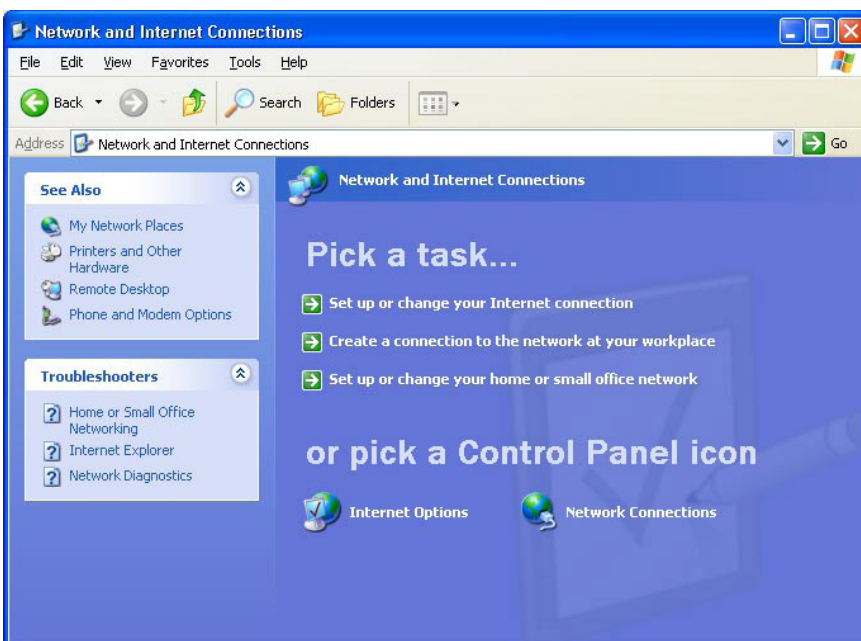 Network and Internet Connections
File Edit View Favorites Tools Help
Back Search Folders
Address Network and Internet Connections Go
See Also
My Network Places
Printers and Other
Hardware
Remote Desktop
Phone and Modem Options
Troubleshooters
Home or Small Office
Networking
Internet Explorer
Network Diagnostics
Network and Internet Connections
Pick a task...
Set up or change your Internet connection
Create a connection to the network at your workplace
Set up or change your home or small office network
or pick a Control Panel icon
Internet Options Network Connections